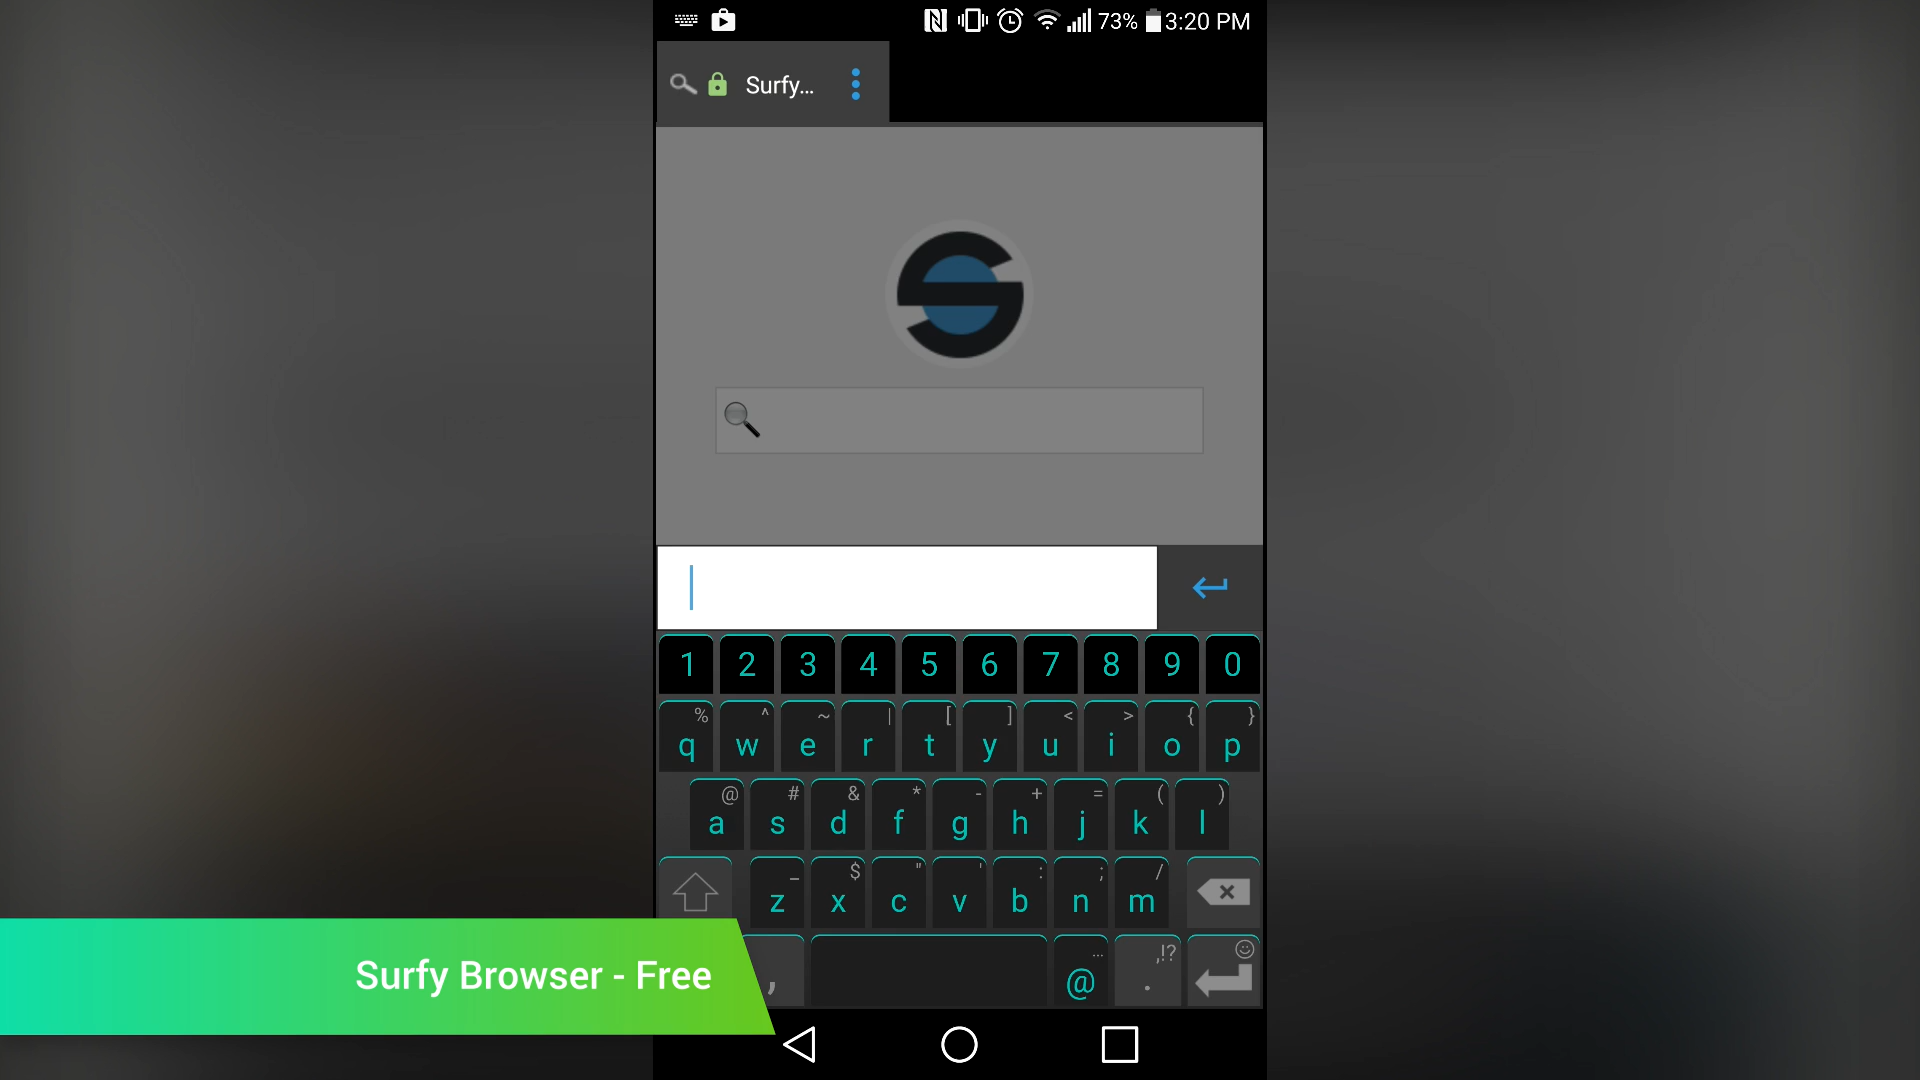 73% 3:20 PM
Surfy...
1 2 3 4 5 6 7 8 9 0
% ^ ~ | [ ] < > { }
q w e r t y u i o p
@ # & * - + = ( )
a s d f g h j k l
_ $ " ' : ; /
z x c v b n m
... ,!?
, @ .
Surfy Browser - Free